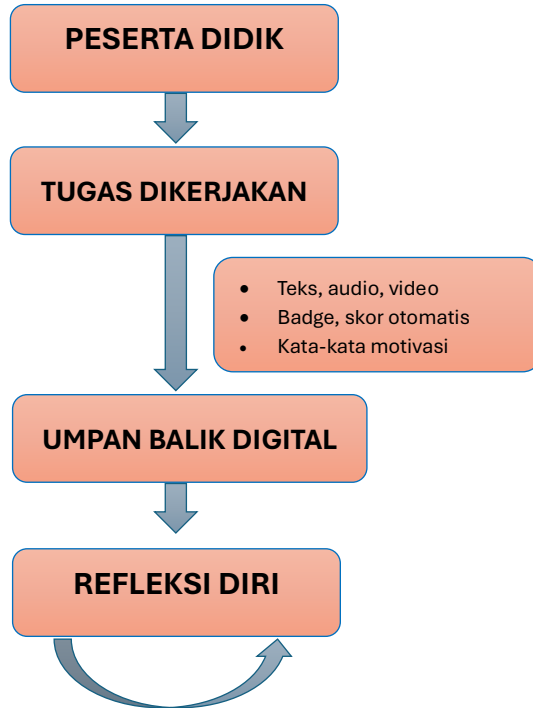 PESERTA DIDIK
TUGAS DIKERJAKAN
• Teks, audio, video
• Badge, skor otomatis
• Kata-kata motivasi
UMPAN BALIK DIGITAL
REFLEKSI DIRI